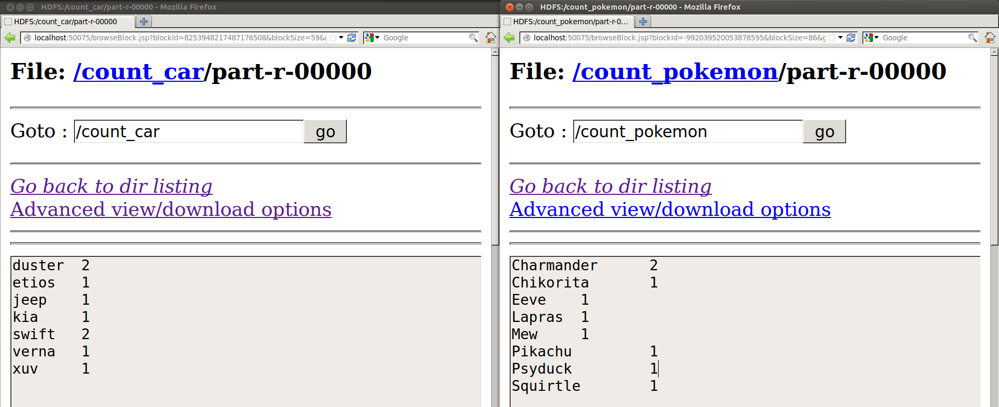 HDFS:/count_car/part-r-00000 - Mozilla Firefox
HDFS:/count_car/part-r-00000
localhost:50075/browseBlock.jsp?blockId=8253948217487176508&blockSize=59&g
Google
File: /count_car/part-r-00000
Goto : /count_car go
Go back to dir listing
Advanced view/download options
duster 2
etios 1
jeep 1
kia 1
swift 2
verna 1
xuv 1
HDFS:/count_pokemon/part-r-00000 - Mozilla Firefox
HDFS:/count_pokemon/part-r-0...
localhost:50075/browseBlock.jsp?blockId=-992039520053878595&blockSize=86&g
Google
File: /count_pokemon/part-r-00000
Goto : /count_pokemon go
Go back to dir listing
Advanced view/download options
Charmander 2
Chikorita 1
Eeve 1
Lapras 1
Mew 1
Pikachu 1
Psyduck 1
Squirtle 1